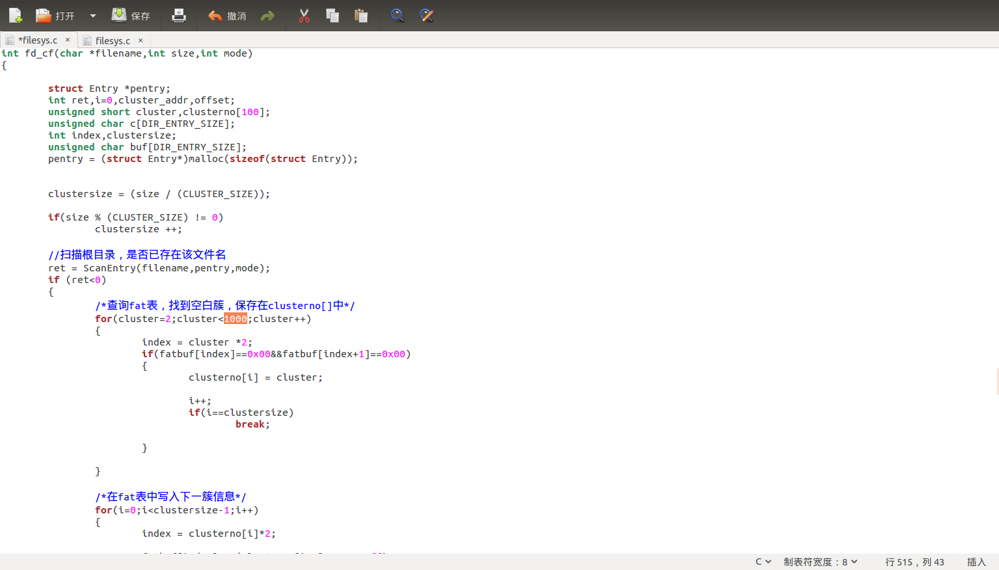 打开 保存 撤消
*filesys.c × filesys.c ×
int fd_cf(char *filename,int size,int mode)
{
struct Entry *pentry;
int ret,i=0,cluster_addr,offset;
unsigned short cluster,clusterno[100];
unsigned char c[DIR_ENTRY_SIZE];
int index,clustersize;
unsigned char buf[DIR_ENTRY_SIZE];
pentry = (struct Entry*)malloc(sizeof(struct Entry));
clustersize = (size / (CLUSTER_SIZE));
if(size % (CLUSTER_SIZE) != 0)
clustersize ++;
//扫描根目录，是否已存在该文件名
ret = ScanEntry(filename,pentry,mode);
if (ret<0)
{
/*查询fat表，找到空白簇，保存在clusterno[]中*/
for(cluster=2;cluster<1000;cluster++)
{
index = cluster *2;
if(fatbuf[index]==0x00&&fatbuf[index+1]==0x00)
{
clusterno[i] = cluster;
i++;
if(i==clustersize)
break;
}
}
/*在fat表中写入下一簇信息*/
for(i=0;i<clustersize-1;i++)
{
index = clusterno[i]*2;
C 制表符宽度：8 行 515，列 43 插入